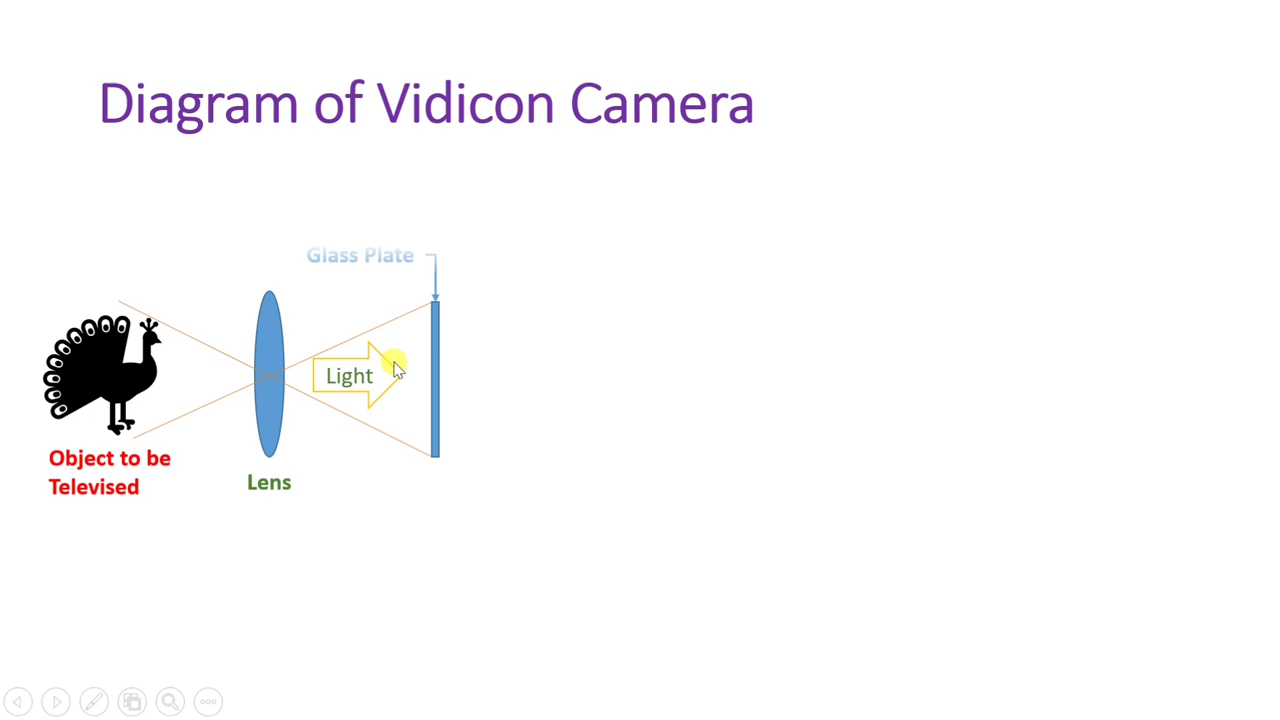 Diagram of Vidicon Camera
Glass Plate
Light
Object to be
Televised
Lens